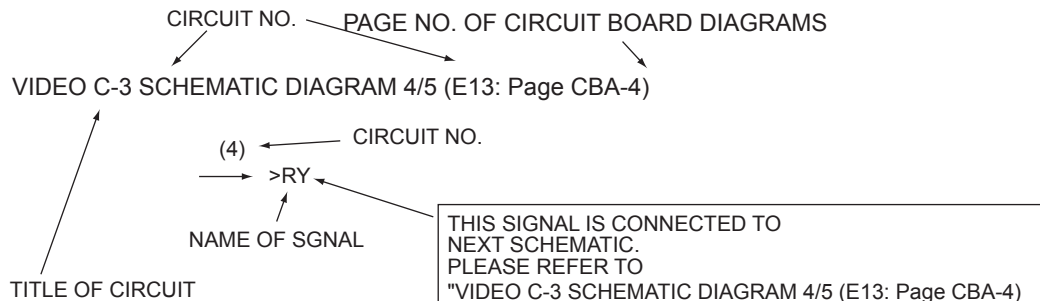 CIRCUIT NO. PAGE NO. OF CIRCUIT BOARD DIAGRAMS
VIDEO C-3 SCHEMATIC DIAGRAM 4/5 (E13: Page CBA-4)
(4) CIRCUIT NO.
>RY
NAME OF SGNAL
TITLE OF CIRCUIT
THIS SIGNAL IS CONNECTED TO
NEXT SCHEMATIC.
PLEASE REFER TO
"VIDEO C-3 SCHEMATIC DIAGRAM 4/5 (E13: Page CBA-4)